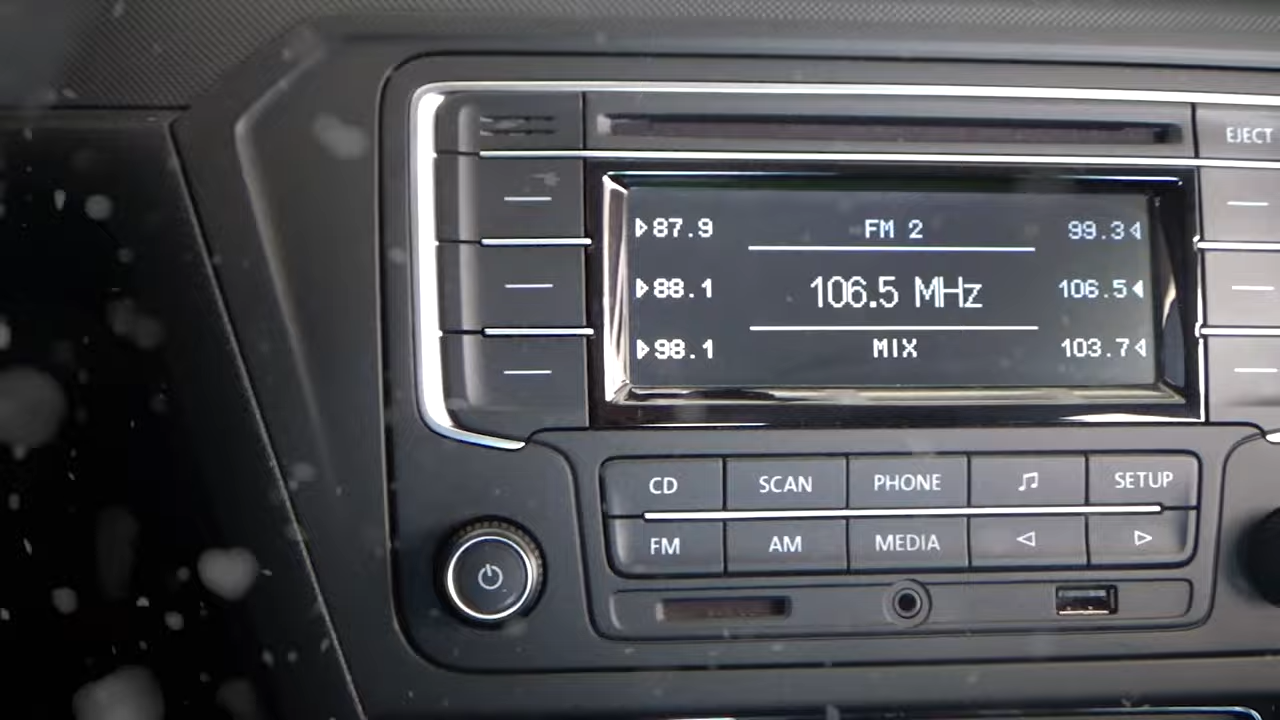 EJECT
87.9 FM 2 99.3
88.1 106.5 MHz 106.5
98.1 MIX 103.7
CD SCAN PHONE SETUP
FM AM MEDIA